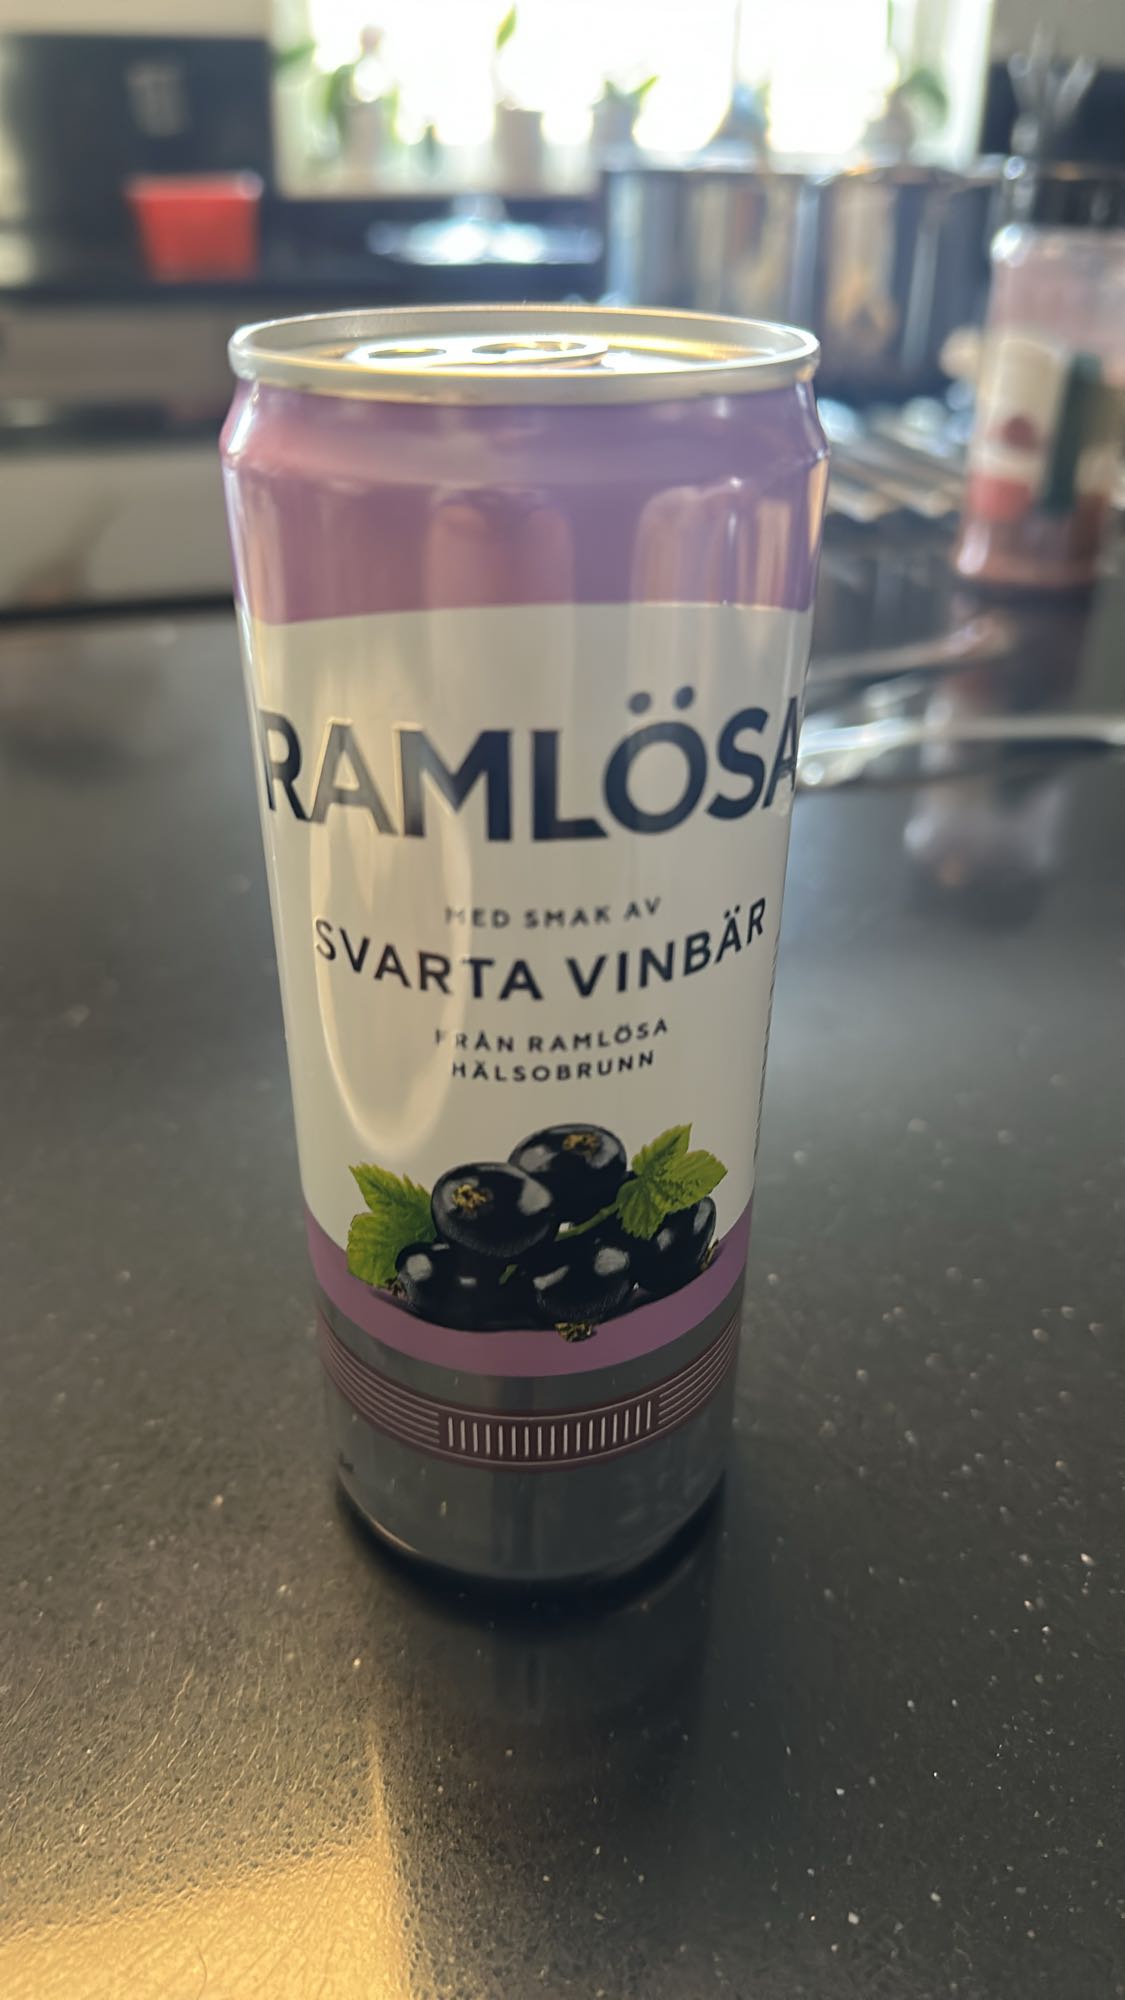 RAMLÖSA
MED SMAK AV
SVARTA VINBÄR
FRÅN RAMLÖSA
HÄLSOBRUNN